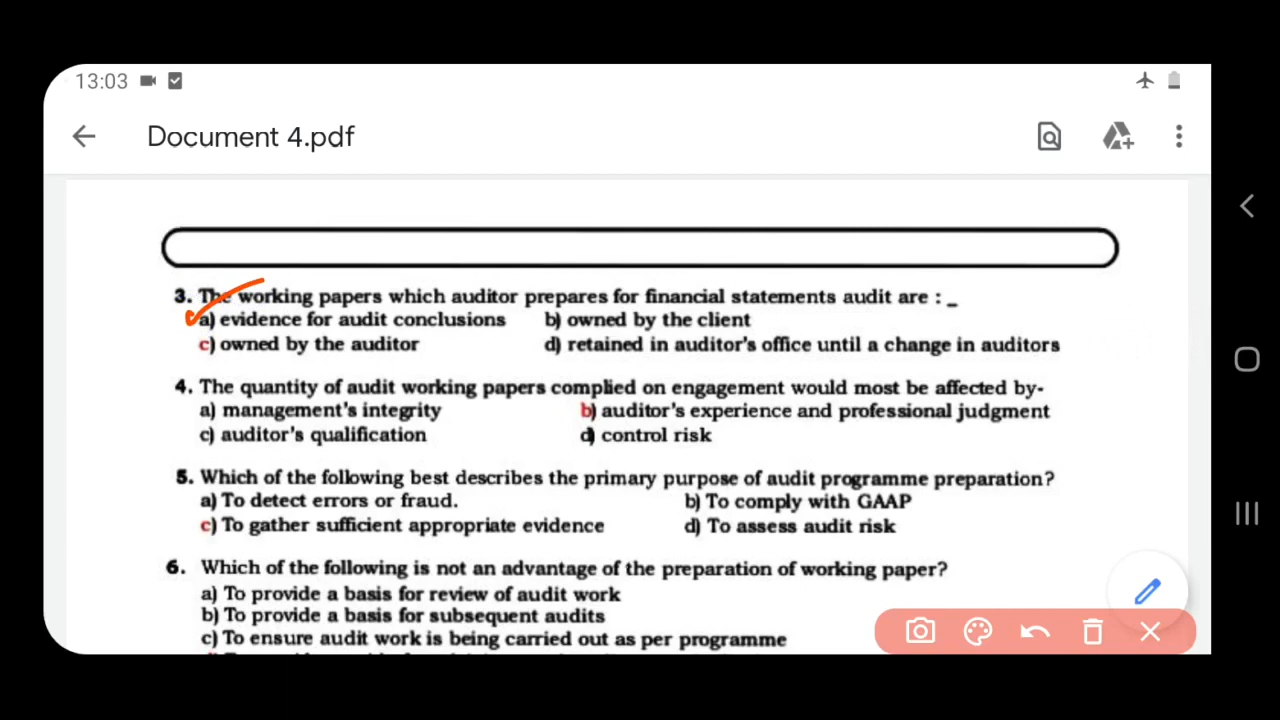 13:03
Document 4.pdf
3. The working papers which auditor prepares for financial statements audit are : _
a) evidence for audit conclusions b) owned by the client
c) owned by the auditor d) retained in auditor's office until a change in auditors
4. The quantity of audit working papers complied on engagement would most be affected by-
a) management's integrity b) auditor's experience and professional judgment
c) auditor's qualification d) control risk
5. Which of the following best describes the primary purpose of audit programme preparation?
a) To detect errors or fraud. b) To comply with GAAP
c) To gather sufficient appropriate evidence d) To assess audit risk
6. Which of the following is not an advantage of the preparation of working paper?
a) To provide a basis for review of audit work
b) To provide a basis for subsequent audits
c) To ensure audit work is being carried out as per programme